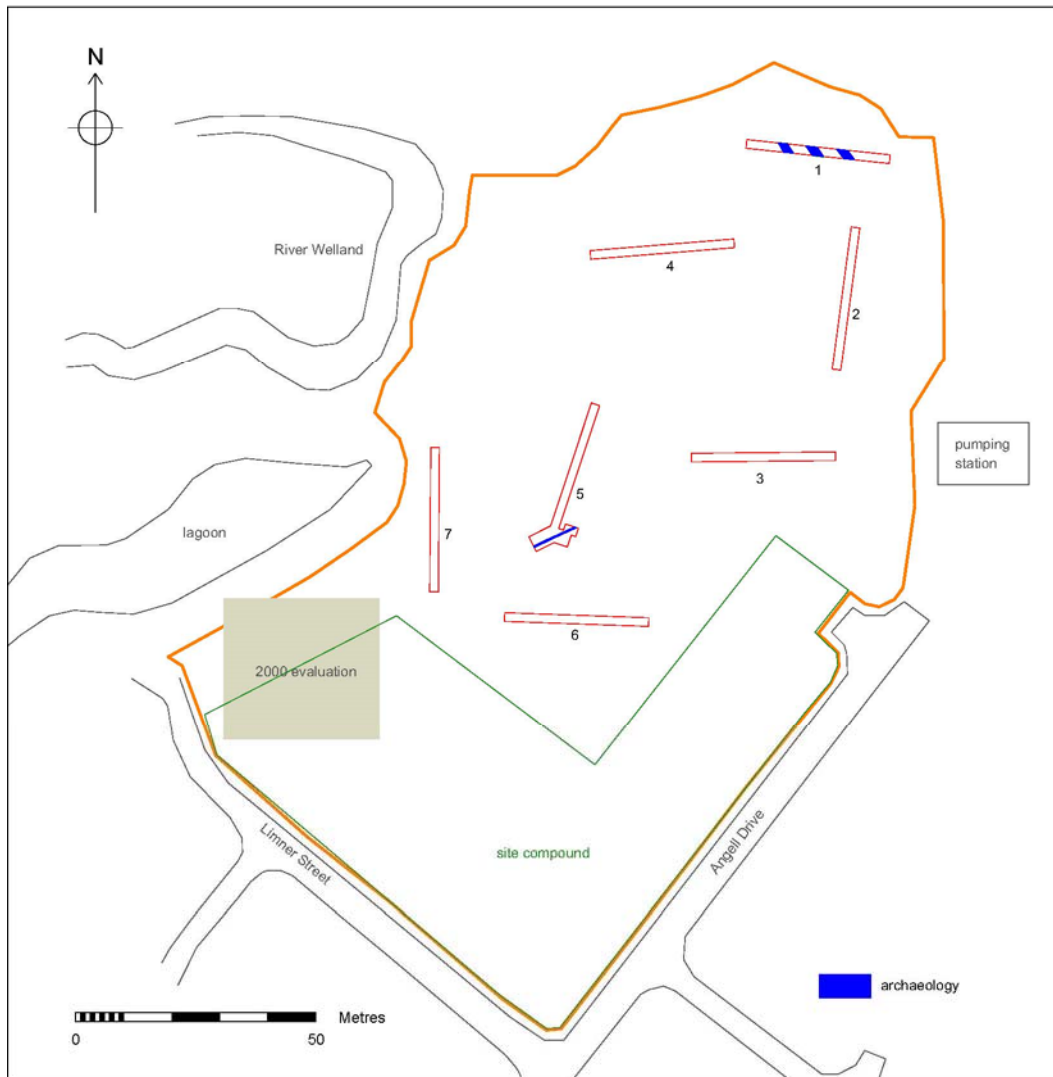 N
1
River Welland
4
2
pumping
station
3
5
lagoon
7
6
2000 evaluation
Limner Street
site compound
Angell Drive
archaeology
Metres
0
50